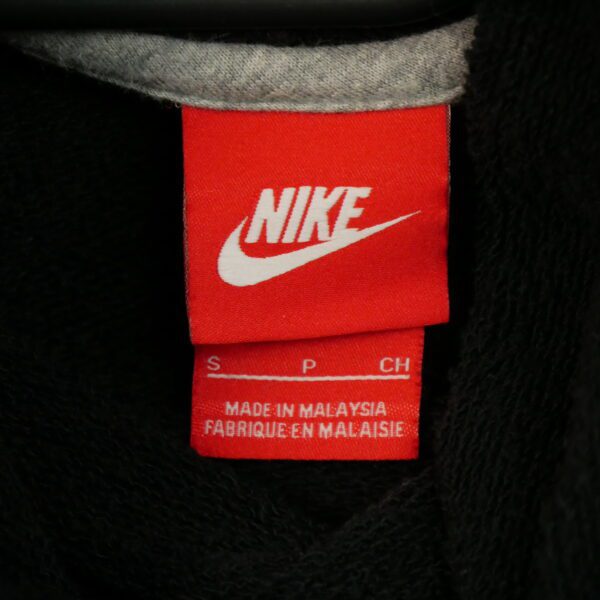 NIKE
S P CH
MADE IN MALAYSIA
FABRIQUE EN MALAISIE